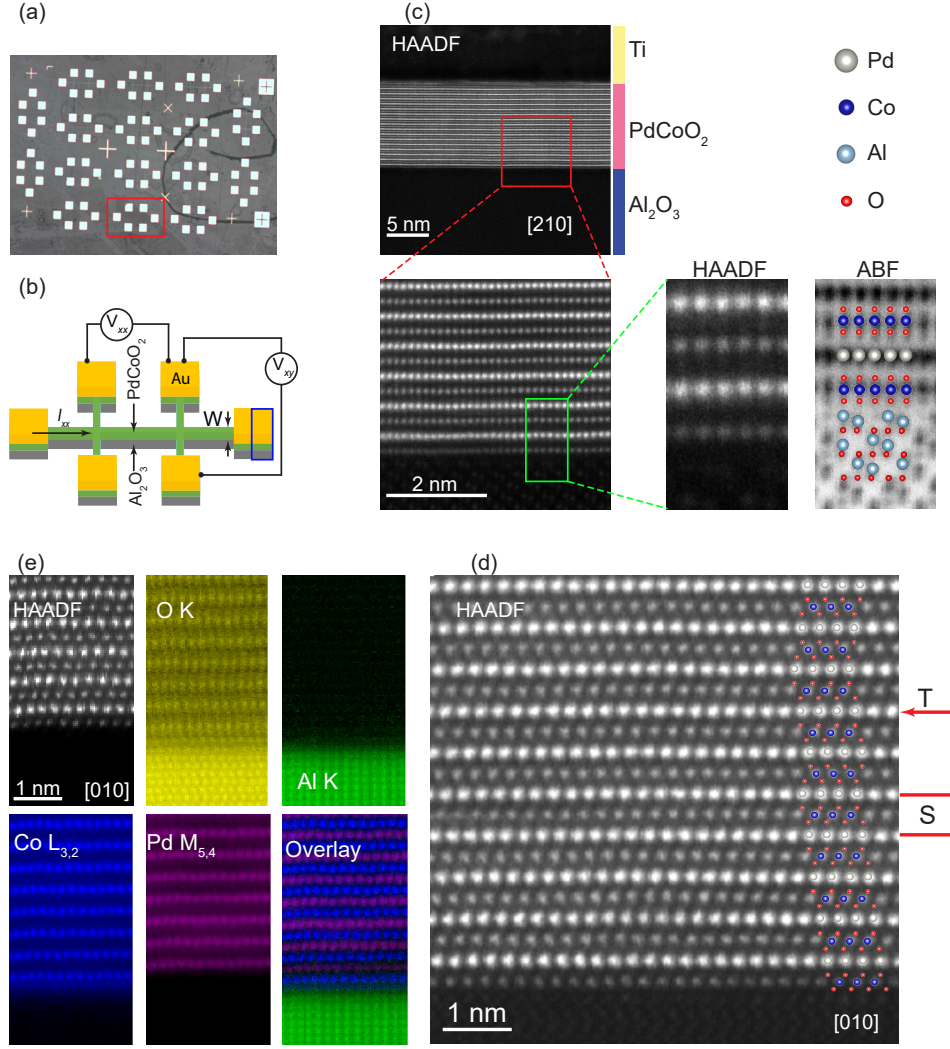 (a)
(c)
HAADF
Ti
PdCoO2
Al2O3
5 nm
[210]
Pd
Co
Al
O
(b)
Vxx
Vxy
Au
PdCoO2
Ixx
W
Al2O3
2 nm
HAADF
ABF
(e)
HAADF
1 nm
[010]
O K
Al K
Co L3,2
Pd M5,4
Overlay
(d)
HAADF
T
S
1 nm
[010]